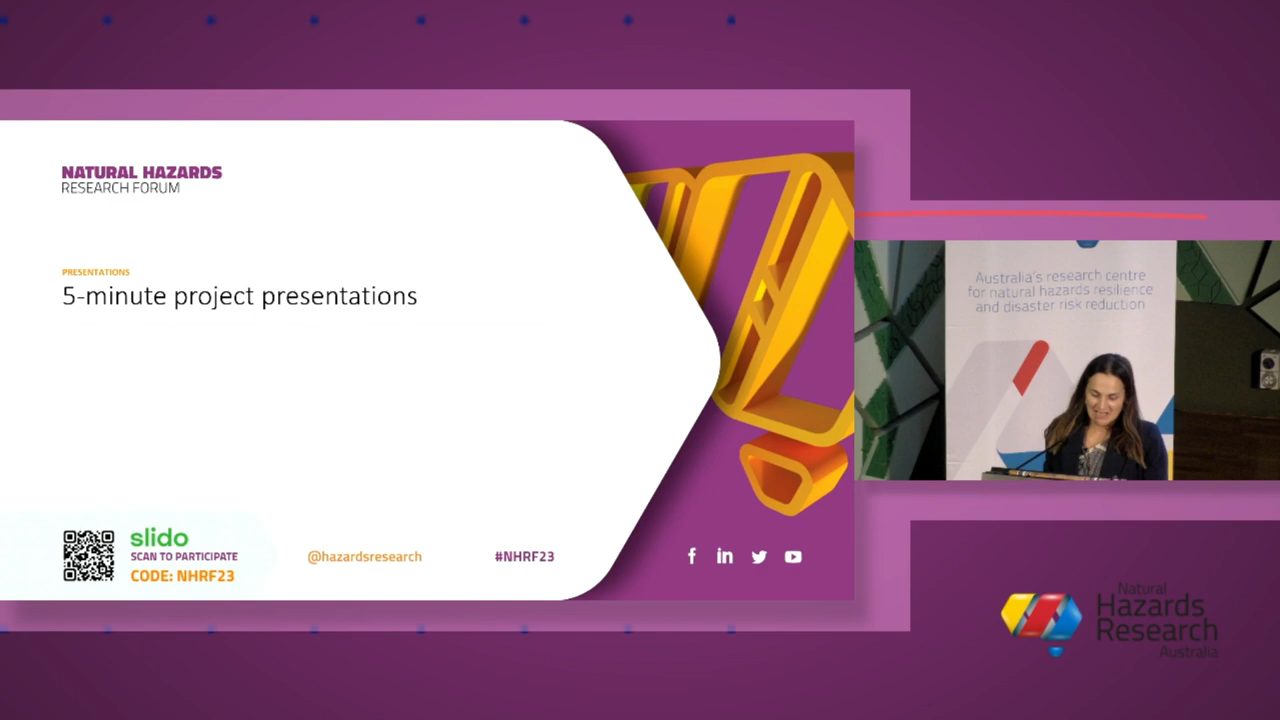 NATURAL HAZARDS
RESEARCH FORUM
PRESENTATIONS
5-minute project presentations
slido
SCAN TO PARTICIPATE
CODE: NHRF23
@hazardsresearch
#NHRF23
Australia's research centre
for natural hazards resilience
and disaster risk reduction
Natural
Hazards
Research
Australia